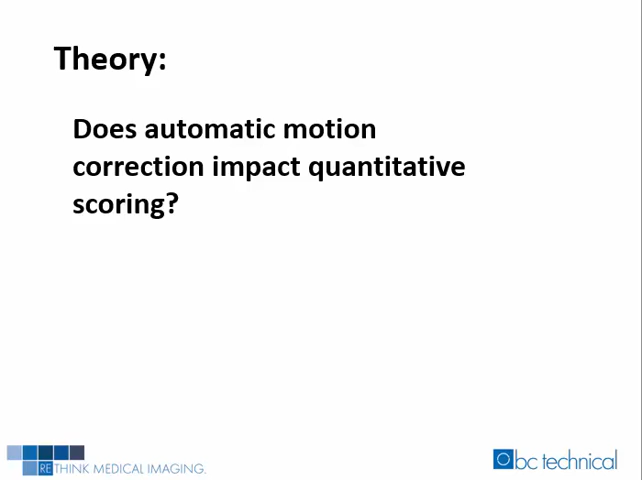 Theory:
Does automatic motion
correction impact quantitative
scoring?
RETHINK MEDICAL IMAGING.
bc technical